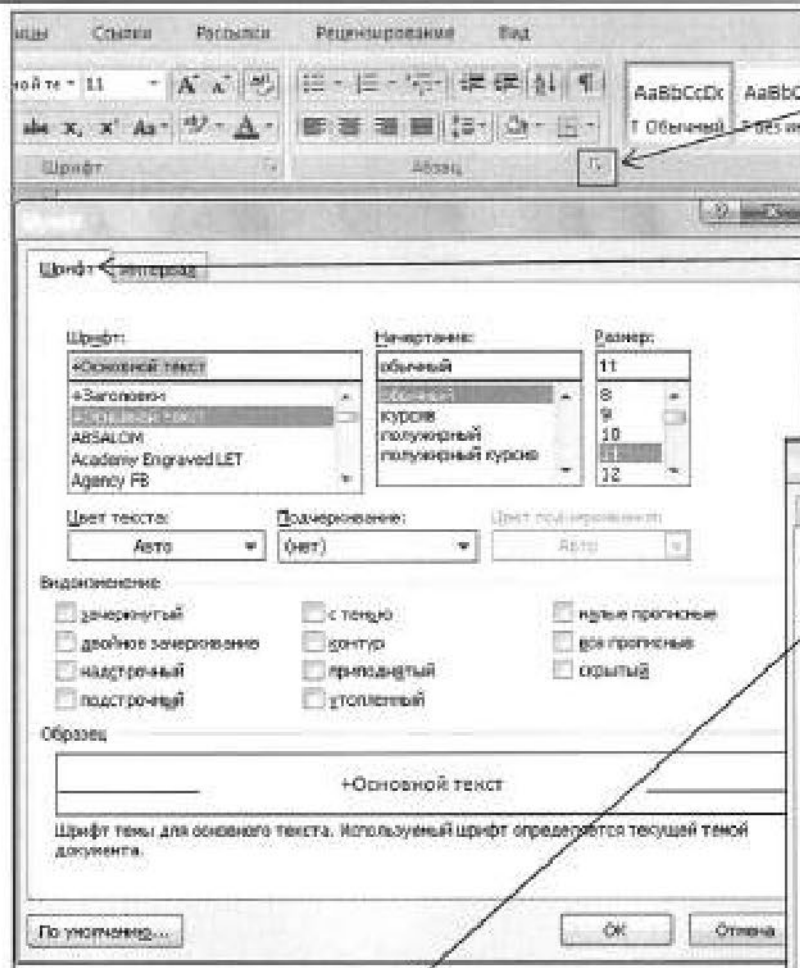 Ссылки Рассылки Рецензирование Вид
11
abc x, x' Aa
AaBbCcDc AaBbC
¶ Обычный
Шрифт Абзац
Шрифт Интервал
Шрифт: Начертание: Размер:
+Основной текст обычный 11
+Заголовки обычный 8
+Основной текст курсив 9
ABSALOM полужирный 10
Academy Engraved LET полужирный курсив 11
Agency FB 12
Цвет текста: Подчеркивание: Цвет подчеркивания:
Авто (нет) Авто
Видоизменение
зачеркнутый с тенью малые прописные
двойное зачеркивание контур все прописные
надстрочный приподнятый скрытый
подстрочный утопленный
Образец
+Основной текст
Шрифт темы для основного текста. Используемый шрифт определяется текущей темой
документа.
По умолчанию... ОК Отмена